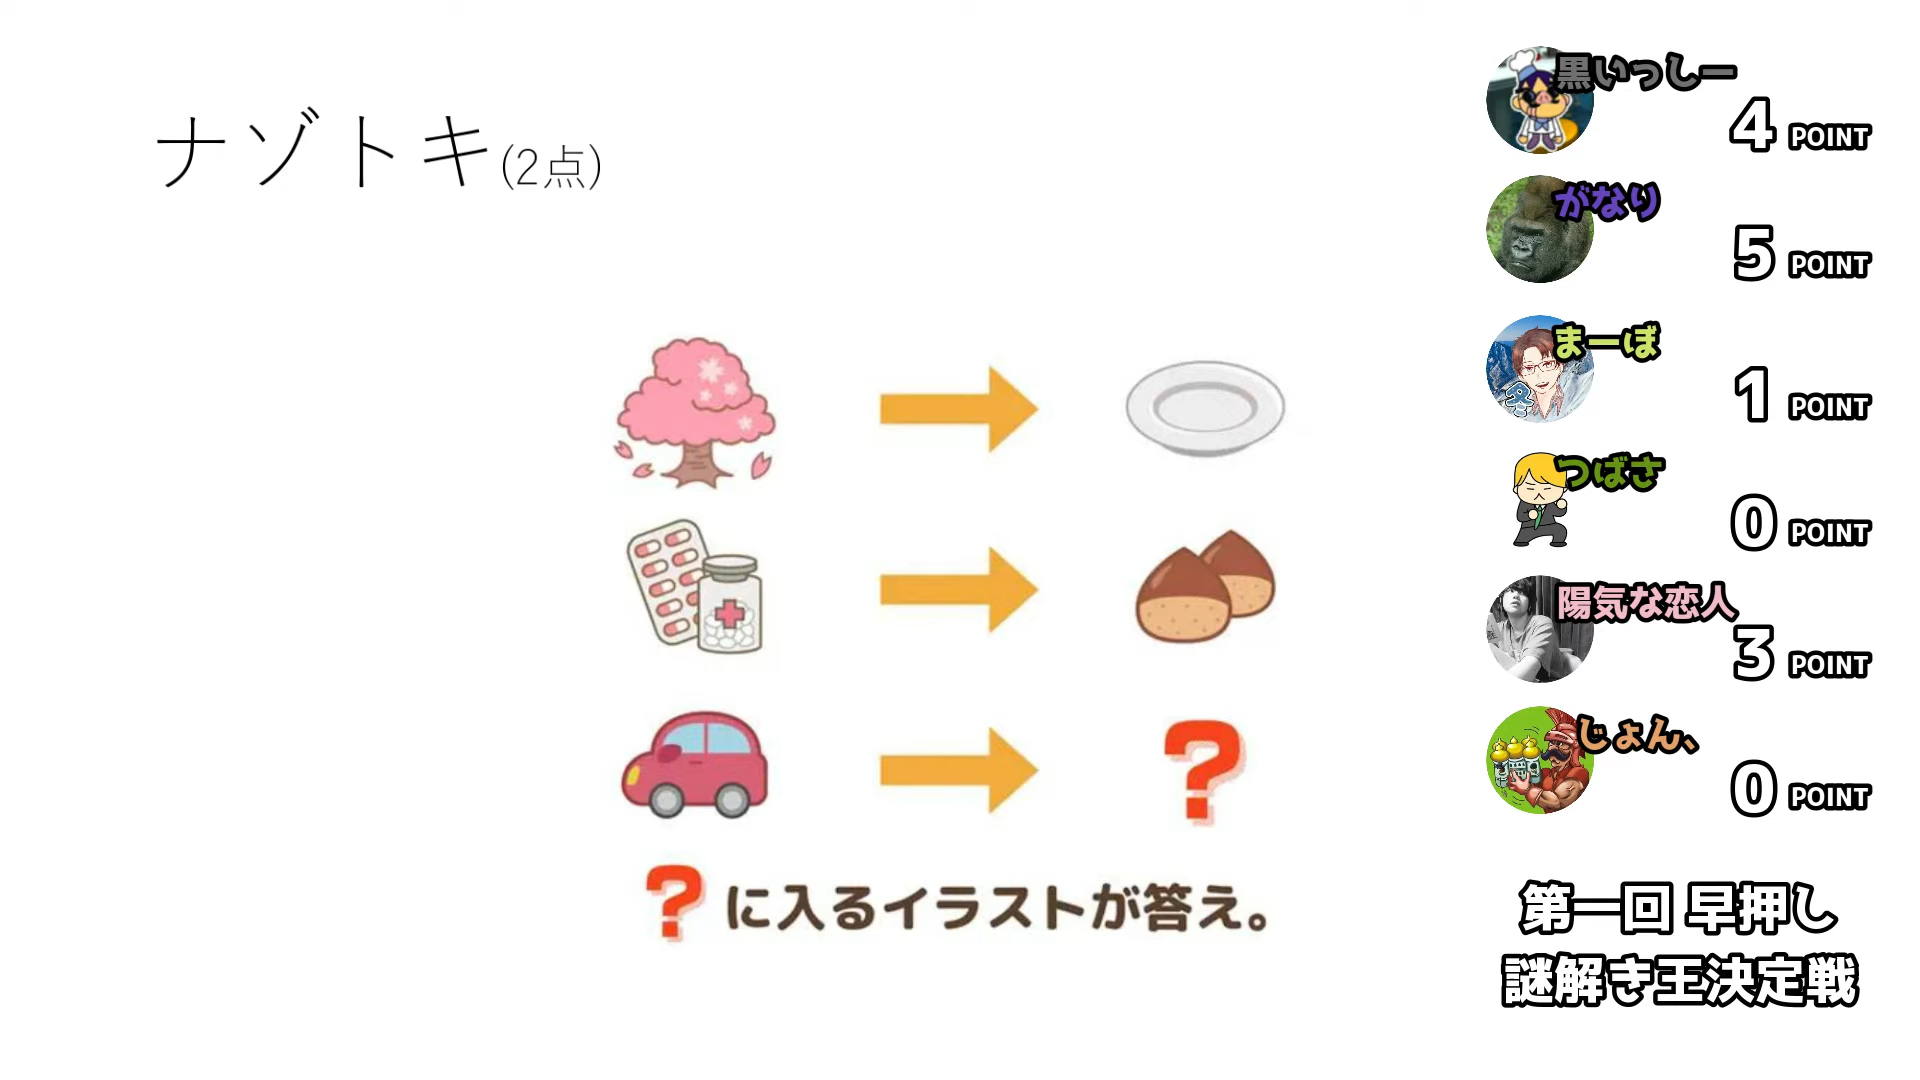 ナゾトキ(2点)
?
?に入るイラストが答え。
黒いっしー
4 POINT
がなり
5 POINT
まーぼ
冬
1 POINT
つばさ
0 POINT
陽気な恋人
3 POINT
じょん、
0 POINT
第一回 早押し
謎解き王決定戦